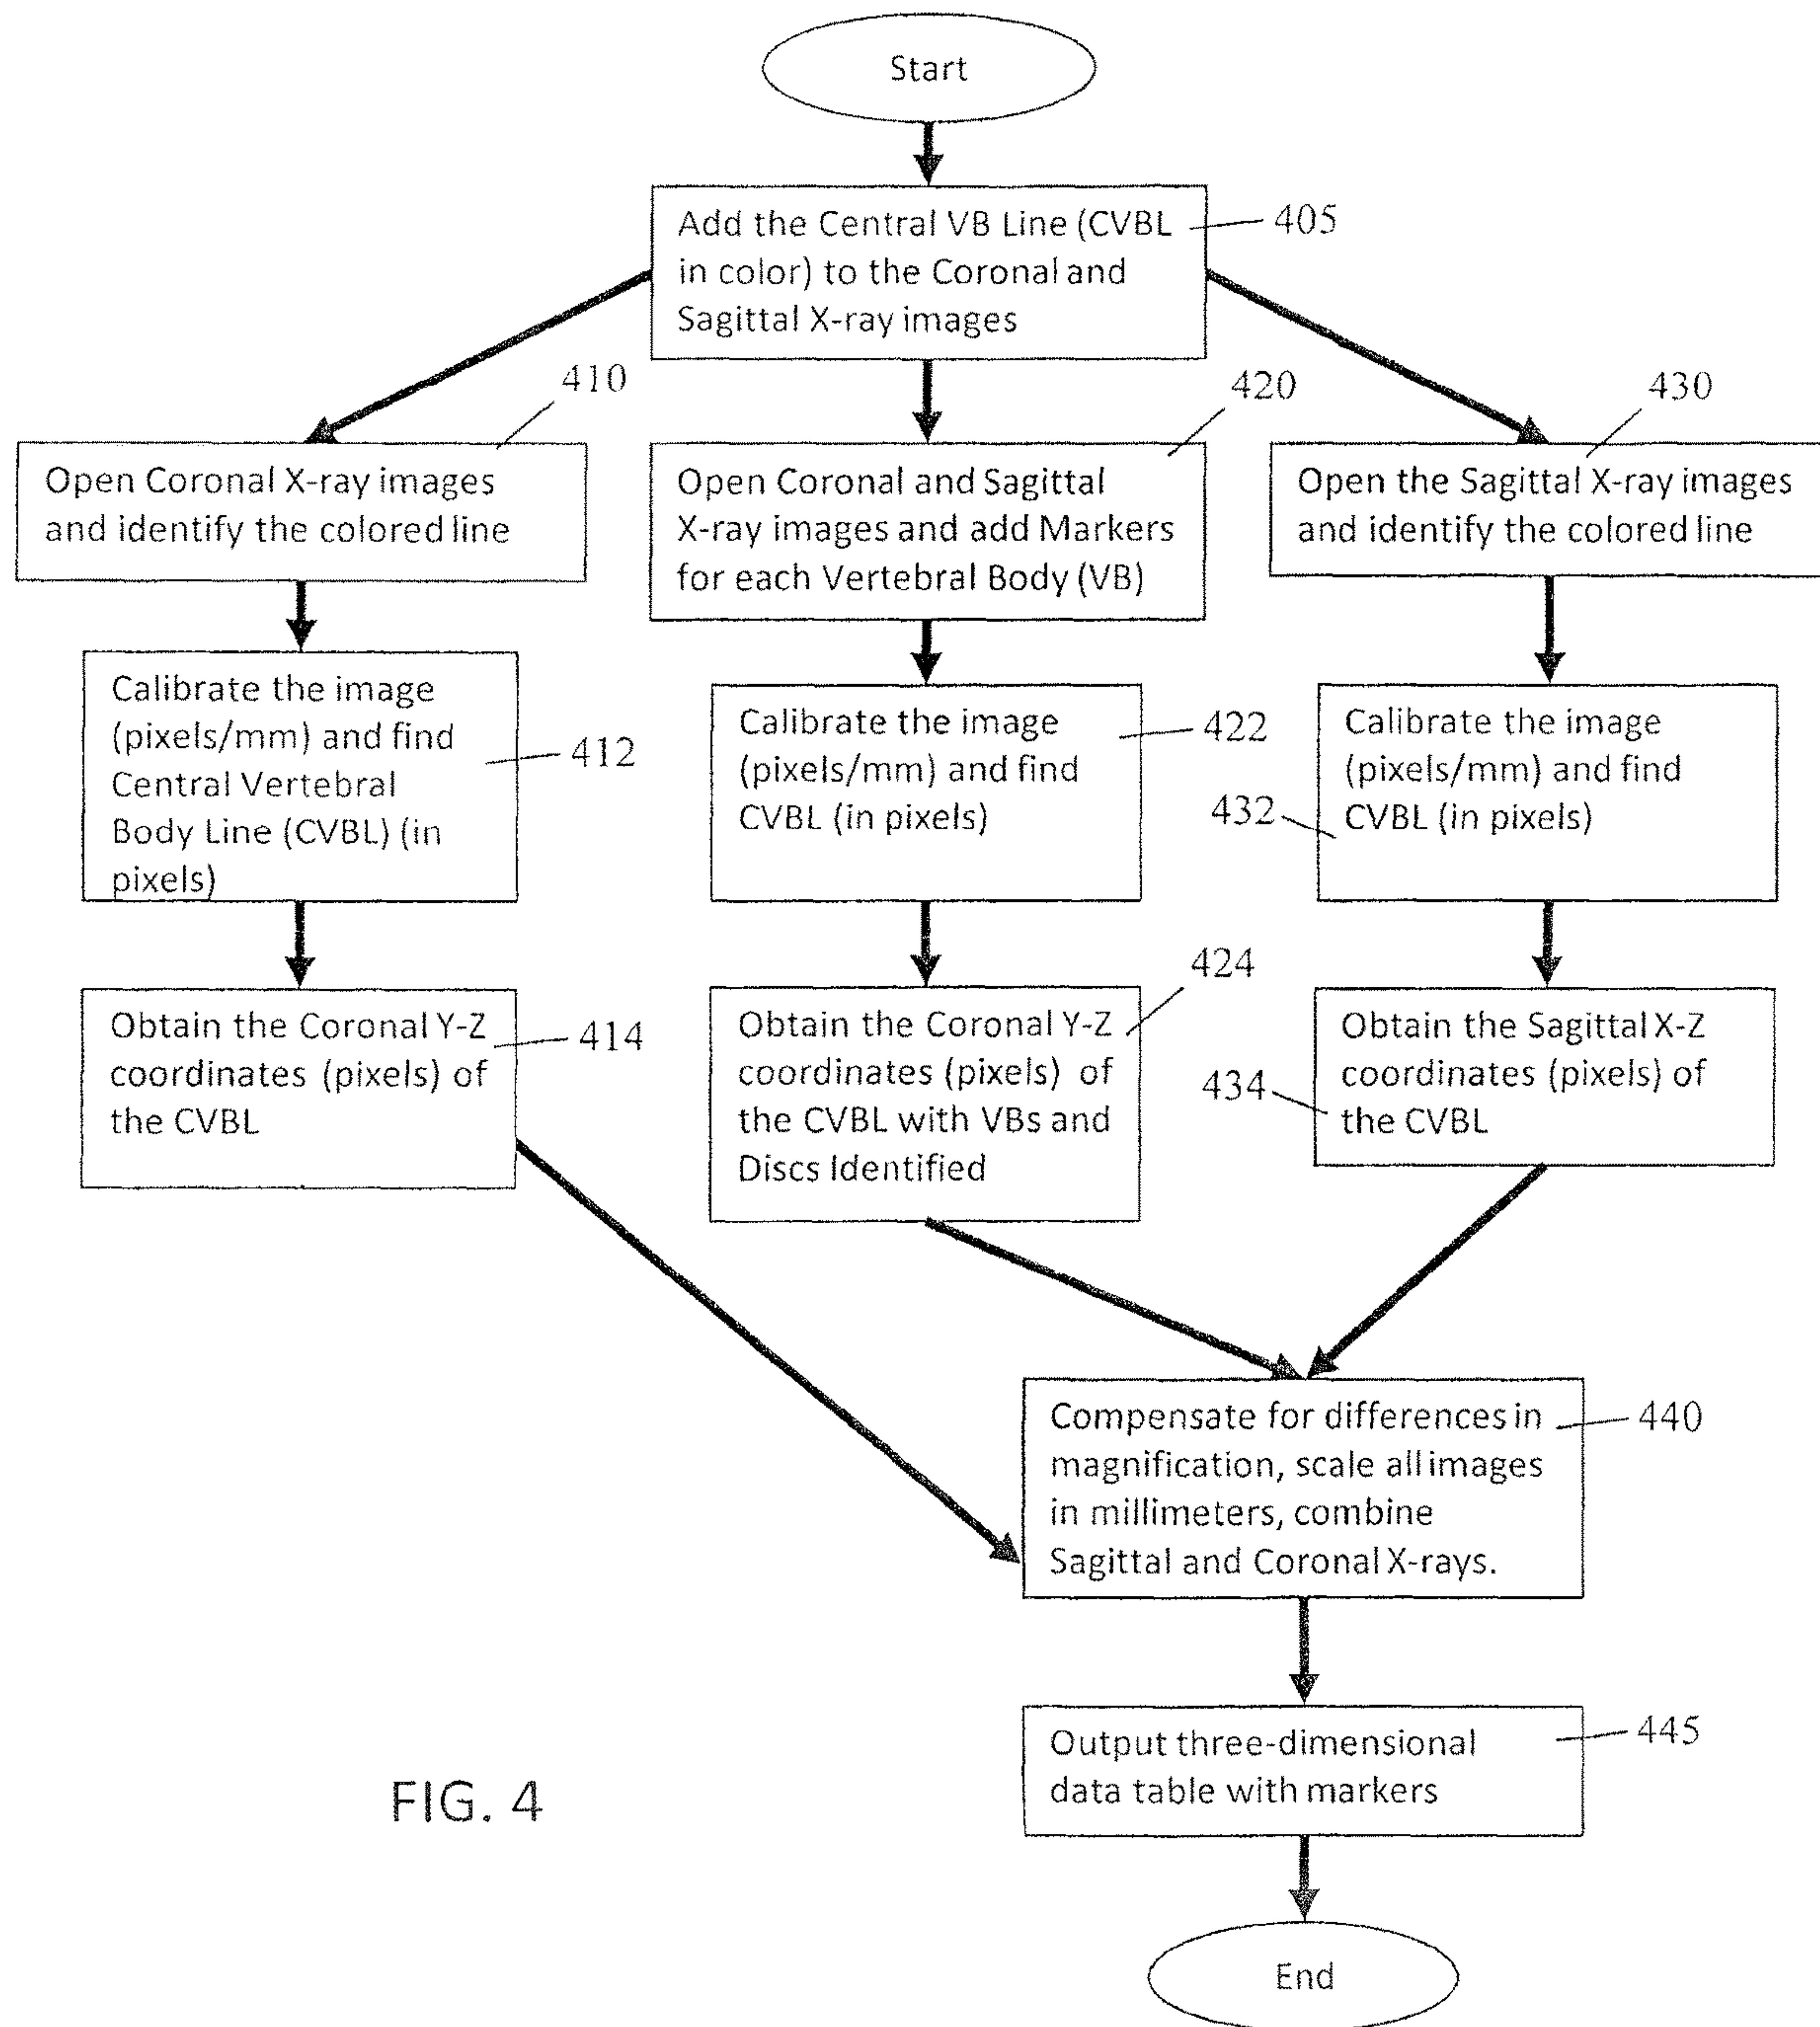 Start
Add the Central VB Line (CVBL
in color) to the Coronal and
Sagittal X-ray images
405
410
420
430
Open Coronal X-ray images
and identify the colored line
Open Coronal and Sagittal
X-ray images and add Markers
for each Vertebral Body (VB)
Open the Sagittal X-ray images
and identify the colored line
Calibrate the image
(pixels/mm) and find
Central Vertebral
Body Line (CVBL) (in
pixels)
412
Calibrate the image
(pixels/mm) and find
CVBL (in pixels)
422
Calibrate the image
(pixels/mm) and find
CVBL (in pixels)
432
Obtain the Coronal Y-Z
coordinates (pixels) of
the CVBL
414
Obtain the Coronal Y-Z
coordinates (pixels) of
the CVBL with VBs and
Discs Identified
424
Obtain the Sagittal X-Z
coordinates (pixels) of
the CVBL
434
Compensate for differences in
magnification, scale all images
in millimeters, combine
Sagittal and Coronal X-rays.
440
Output three-dimensional
data table with markers
445
FIG. 4
End